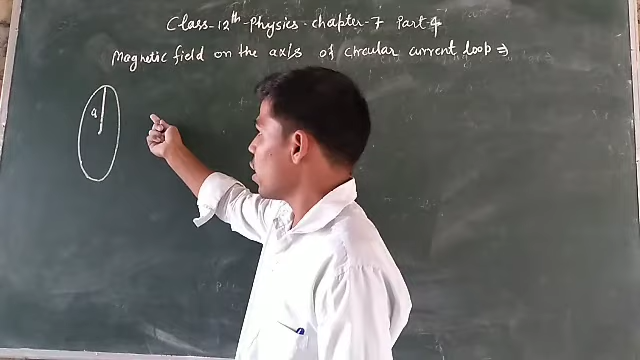 Class-12th-Physics-chapter-7 Part 4
Magnetic field on the axis of circular current loop ⇒
a